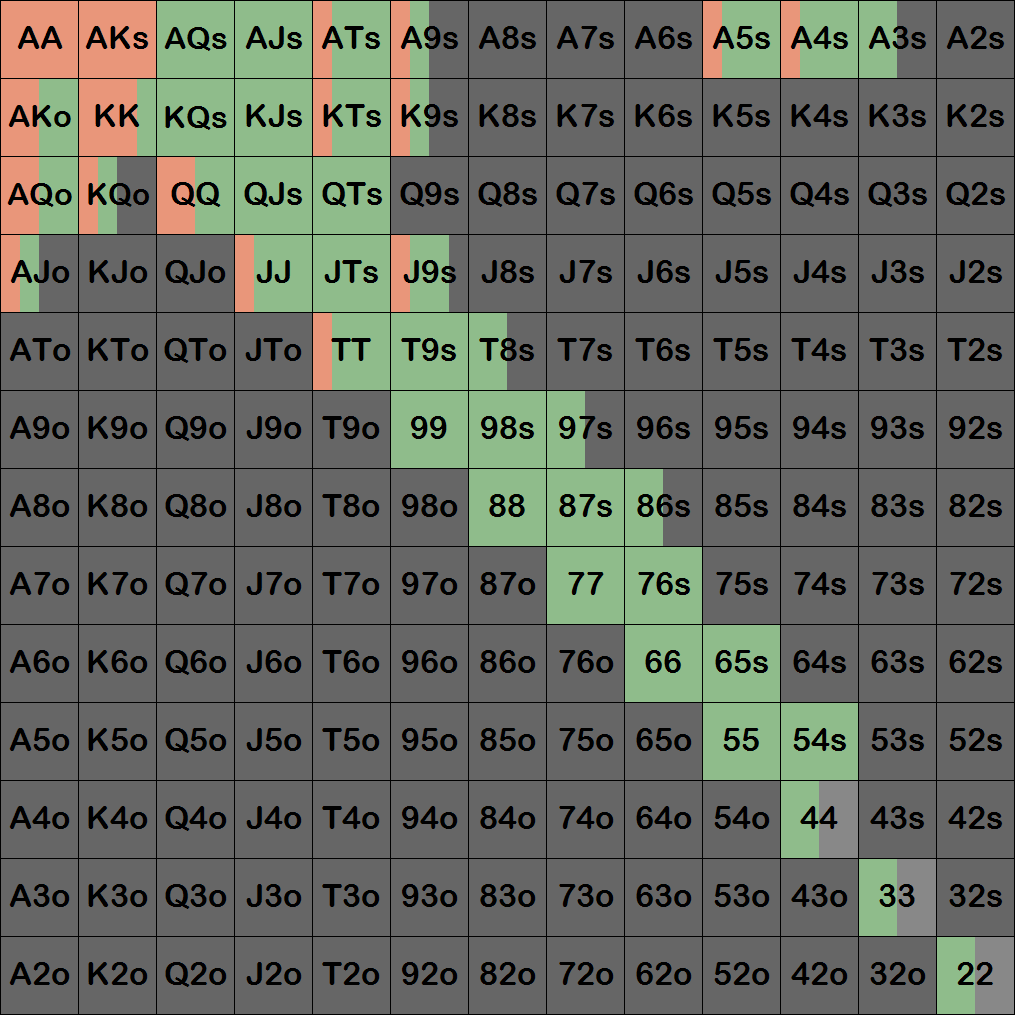 AA AKs AQs AJs ATs A9s A8s A7s A6s A5s A4s A3s A2s
AKo KK KQs KJs KTs K9s K8s K7s K6s K5s K4s K3s K2s
AQo KQo QQ QJs QTs Q9s Q8s Q7s Q6s Q5s Q4s Q3s Q2s
AJo KJo QJo JJ JTs J9s J8s J7s J6s J5s J4s J3s J2s
ATo KTo QTo JTo TT T9s T8s T7s T6s T5s T4s T3s T2s
A9o K9o Q9o J9o T9o 99 98s 97s 96s 95s 94s 93s 92s
A8o K8o Q8o J8o T8o 98o 88 87s 86s 85s 84s 83s 82s
A7o K7o Q7o J7o T7o 97o 87o 77 76s 75s 74s 73s 72s
A6o K6o Q6o J6o T6o 96o 86o 76o 66 65s 64s 63s 62s
A5o K5o Q5o J5o T5o 95o 85o 75o 65o 55 54s 53s 52s
A4o K4o Q4o J4o T4o 94o 84o 74o 64o 54o 44 43s 42s
A3o K3o Q3o J3o T3o 93o 83o 73o 63o 53o 43o 33 32s
A2o K2o Q2o J2o T2o 92o 82o 72o 62o 52o 42o 32o 22